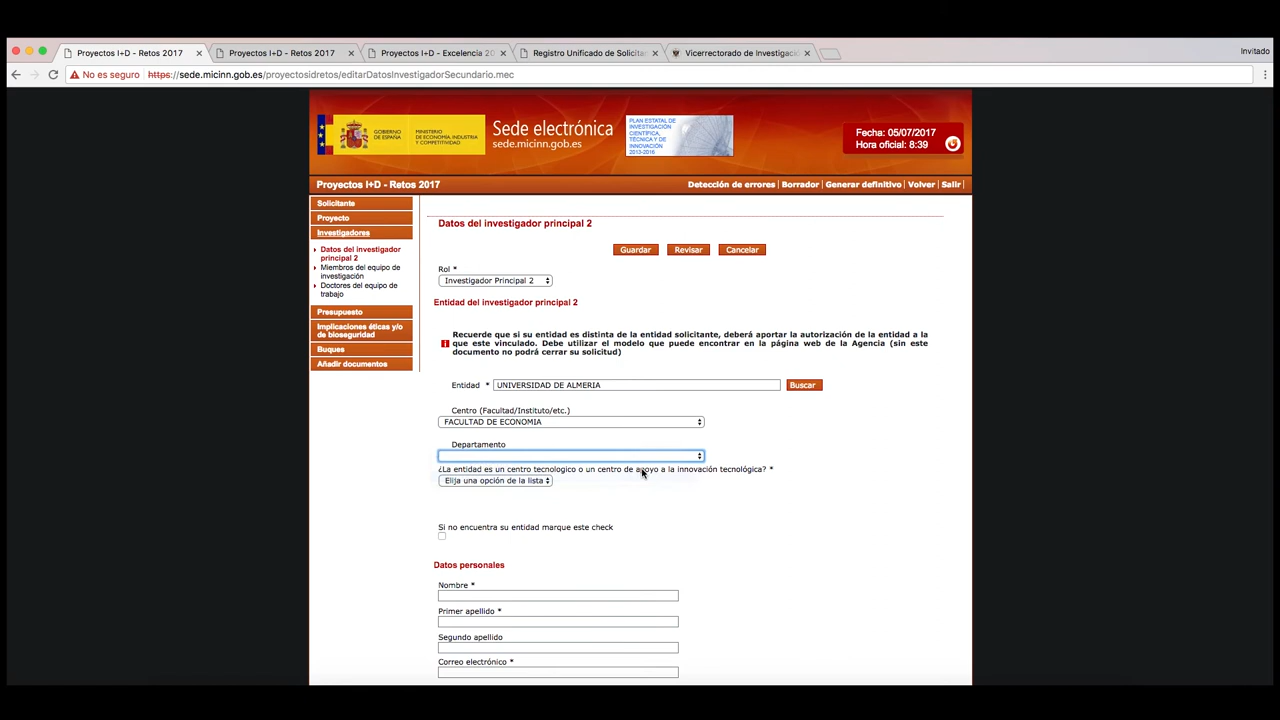 Proyectos I+D - Retos 2017
Proyectos I+D - Retos 2017
Proyectos I+D - Excelencia 20
Registro Unificado de Solicita
Vicerrectorado de Investigaci
Invitado
No es seguro https://sede.micinn.gob.es/proyectosidretos/editarDatosInvestigadorSecundario.mec
GOBIERNO DE ESPAÑA
MINISTERIO DE ECONOMÍA, INDUSTRIA Y COMPETITIVIDAD
Sede electrónica
sede.micinn.gob.es
PLAN ESTATAL DE
INVESTIGACIÓN
CIENTÍFICA,
TÉCNICA Y DE
INNOVACIÓN
2013-2016
Fecha: 05/07/2017
Hora oficial: 8:39
Proyectos I+D - Retos 2017
Detección de errores | Borrador | Generar definitivo | Volver | Salir |
Solicitante
Proyecto
Investigadores
Datos del investigador
principal 2
Miembros del equipo de
investigación
Doctores del equipo de
trabajo
Presupuesto
Implicaciones éticas y/o
de bioseguridad
Buques
Añadir documentos
Datos del investigador principal 2
Guardar Revisar Cancelar
Rol *
Investigador Principal 2
Entidad del investigador principal 2
Recuerde que si su entidad es distinta de la entidad solicitante, deberá aportar la autorización de la entidad a la
que este vinculado. Debe utilizar el modelo que puede encontrar en la página web de la Agencia (sin este
documento no podrá cerrar su solicitud)
Entidad * UNIVERSIDAD DE ALMERIA Buscar
Centro (Facultad/Instituto/etc.)
FACULTAD DE ECONOMIA
Departamento
¿La entidad es un centro tecnologico o un centro de apoyo a la innovación tecnológica? *
Elija una opción de la lista
Si no encuentra su entidad marque este check
Datos personales
Nombre *
Primer apellido *
Segundo apellido
Correo electrónico *